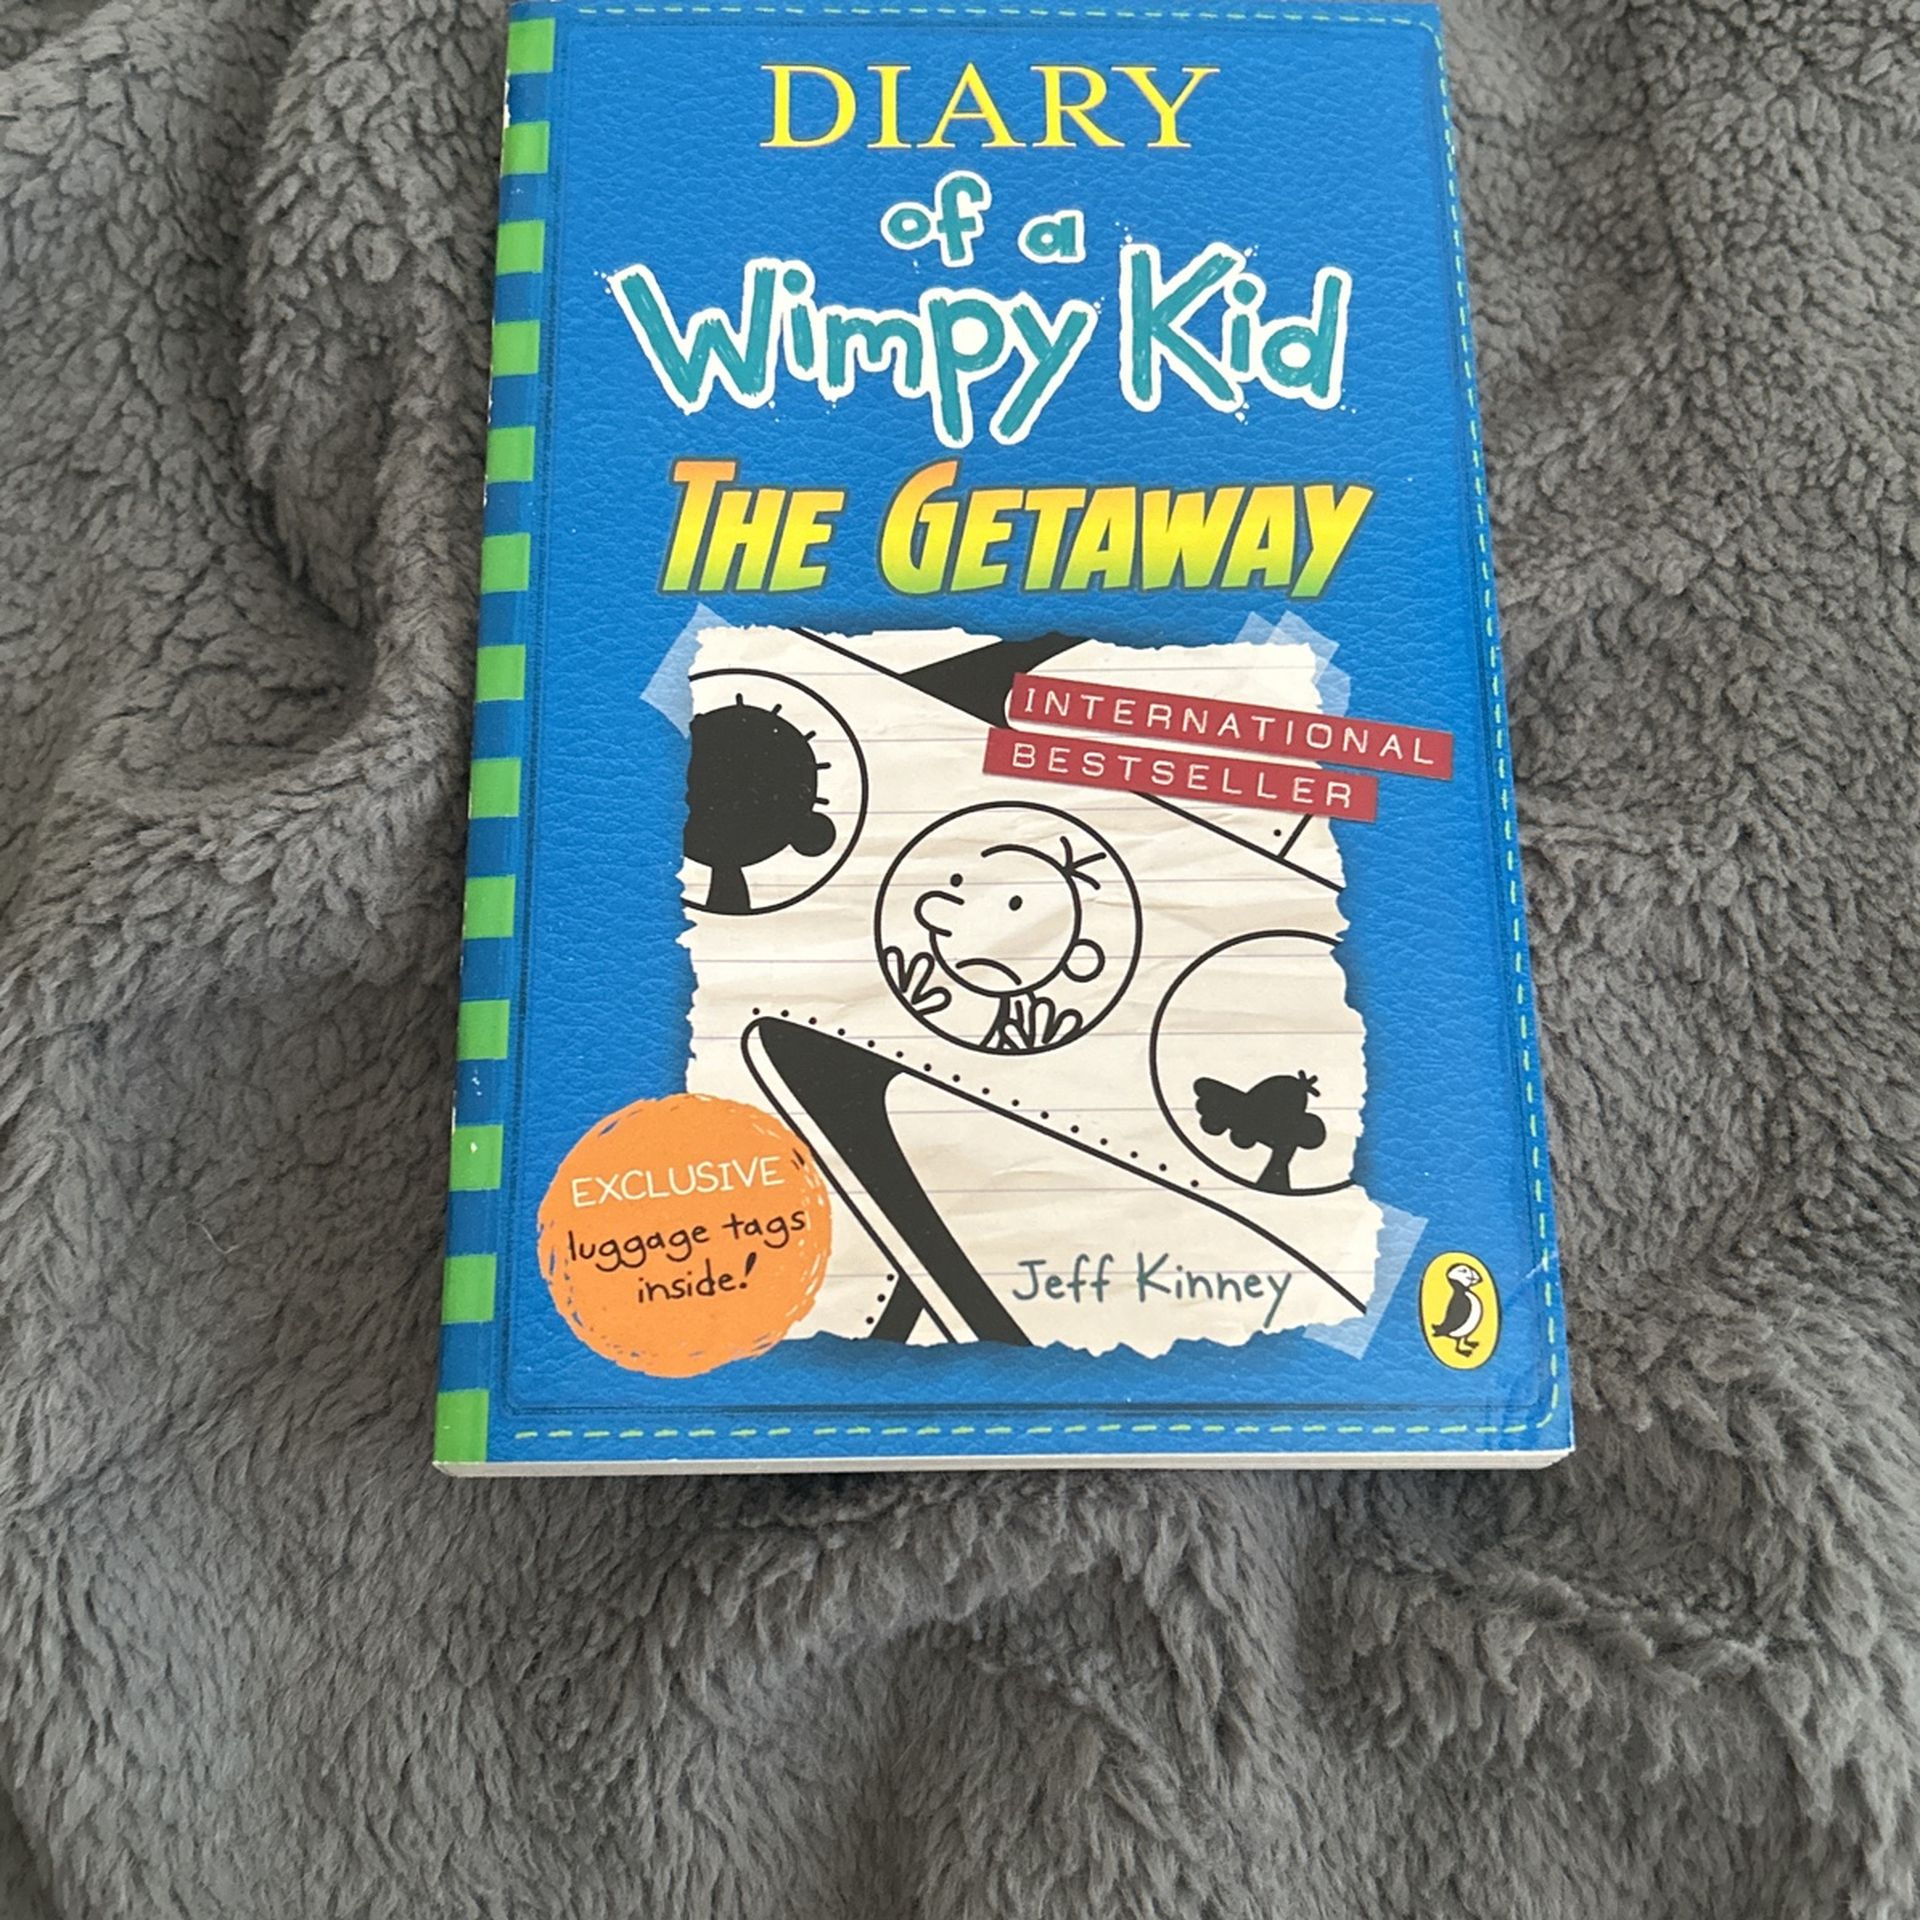 DIARY
of a
Wimpy Kid
THE GETAWAY
INTERNATIONAL
BESTSELLER
EXCLUSIVE
luggage tags
inside!
Jeff Kinney